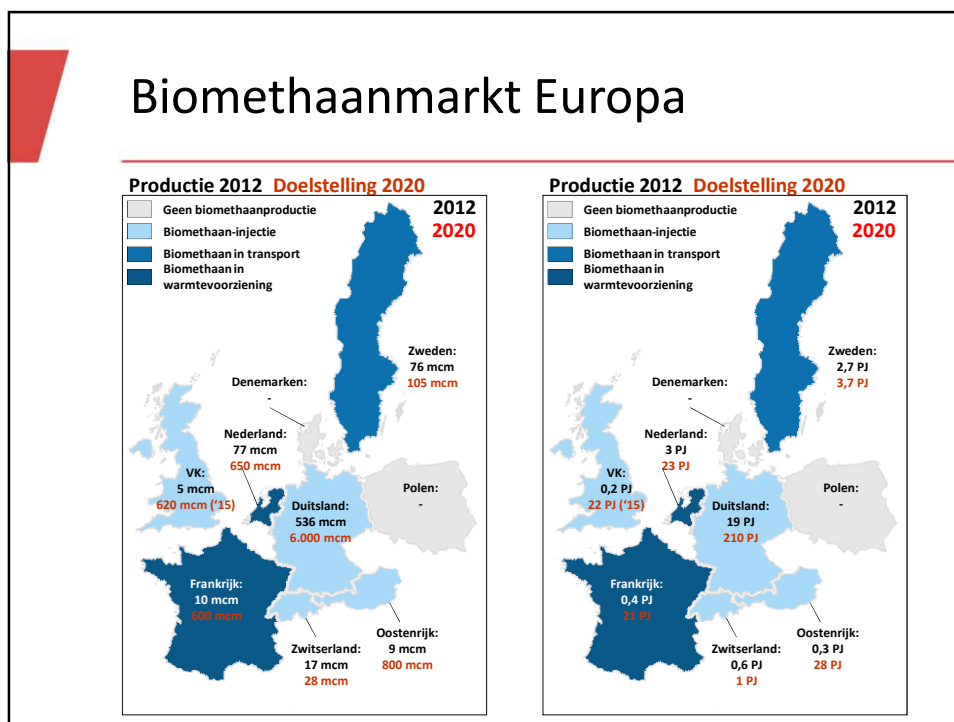 Biomethaanmarkt Europa
Productie 2012 Doelstelling 2020
2012
2020
Geen biomethaanproductie
Biomethaan-injectie
Biomethaan in transport
Biomethaan in
warmtevoorziening
Zweden:
76 mcm
105 mcm
Denemarken:
-
Nederland:
77 mcm
650 mcm
VK:
5 mcm
620 mcm (‘15)
Duitsland:
536 mcm
6.000 mcm
Polen:
-
Frankrijk:
10 mcm
600 mcm
Zwitserland:
17 mcm
28 mcm
Oostenrijk:
9 mcm
800 mcm
Productie 2012 Doelstelling 2020
2012
2020
Geen biomethaanproductie
Biomethaan-injectie
Biomethaan in transport
Biomethaan in
warmtevoorziening
Zweden:
2,7 PJ
3,7 PJ
Denemarken:
-
Nederland:
3 PJ
23 PJ
VK:
0,2 PJ
22 PJ (‘15)
Duitsland:
19 PJ
210 PJ
Polen:
-
Frankrijk:
0,4 PJ
21 PJ
Zwitserland:
0,6 PJ
1 PJ
Oostenrijk:
0,3 PJ
28 PJ